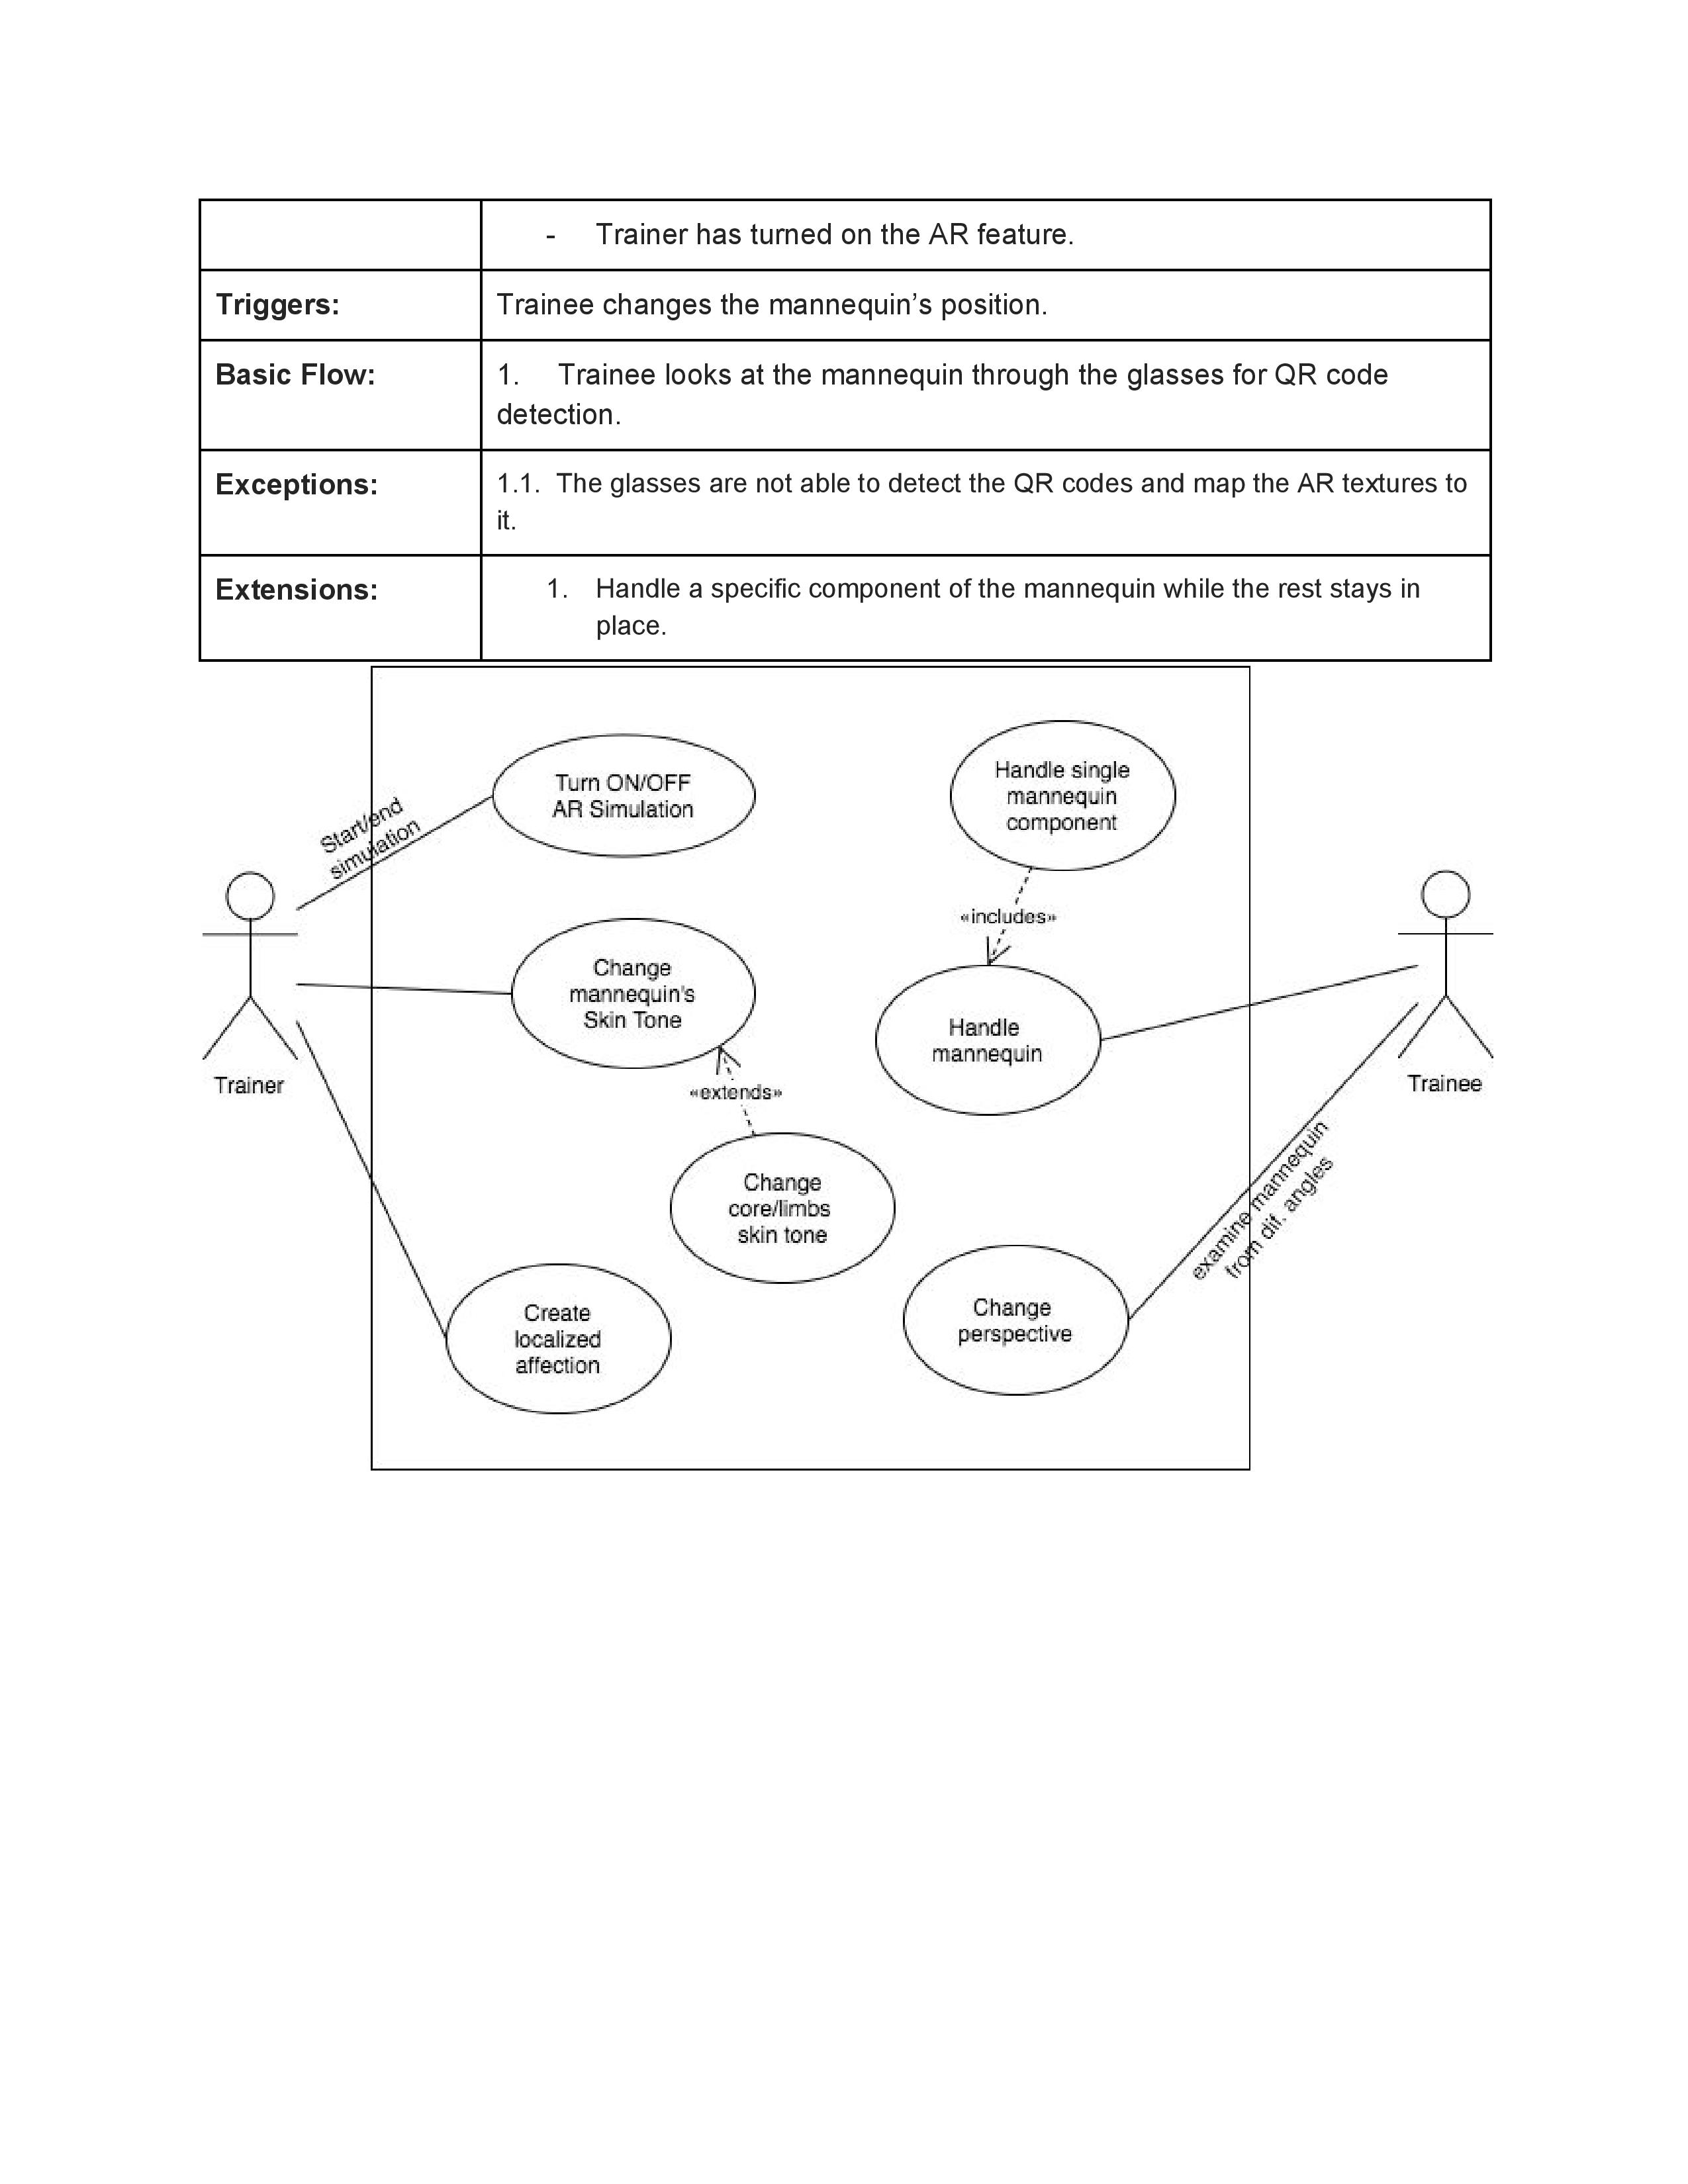 - Trainer has turned on the AR feature.
Triggers:
Trainee changes the mannequin’s position.
Basic Flow:
1. Trainee looks at the mannequin through the glasses for QR code
detection.
Exceptions:
1.1. The glasses are not able to detect the QR codes and map the AR textures to
it.
Extensions:
1. Handle a specific component of the mannequin while the rest stays in
place.
Start/end
simulation
Turn ON/OFF
AR Simulation
Handle single
mannequin
component
«includes»
Change
mannequin's
Skin Tone
Handle
mannequin
Trainer
Trainee
«extends»
Change
core/limbs
skin tone
examine mannequin
from dif. angles
Create
localized
affection
Change
perspective